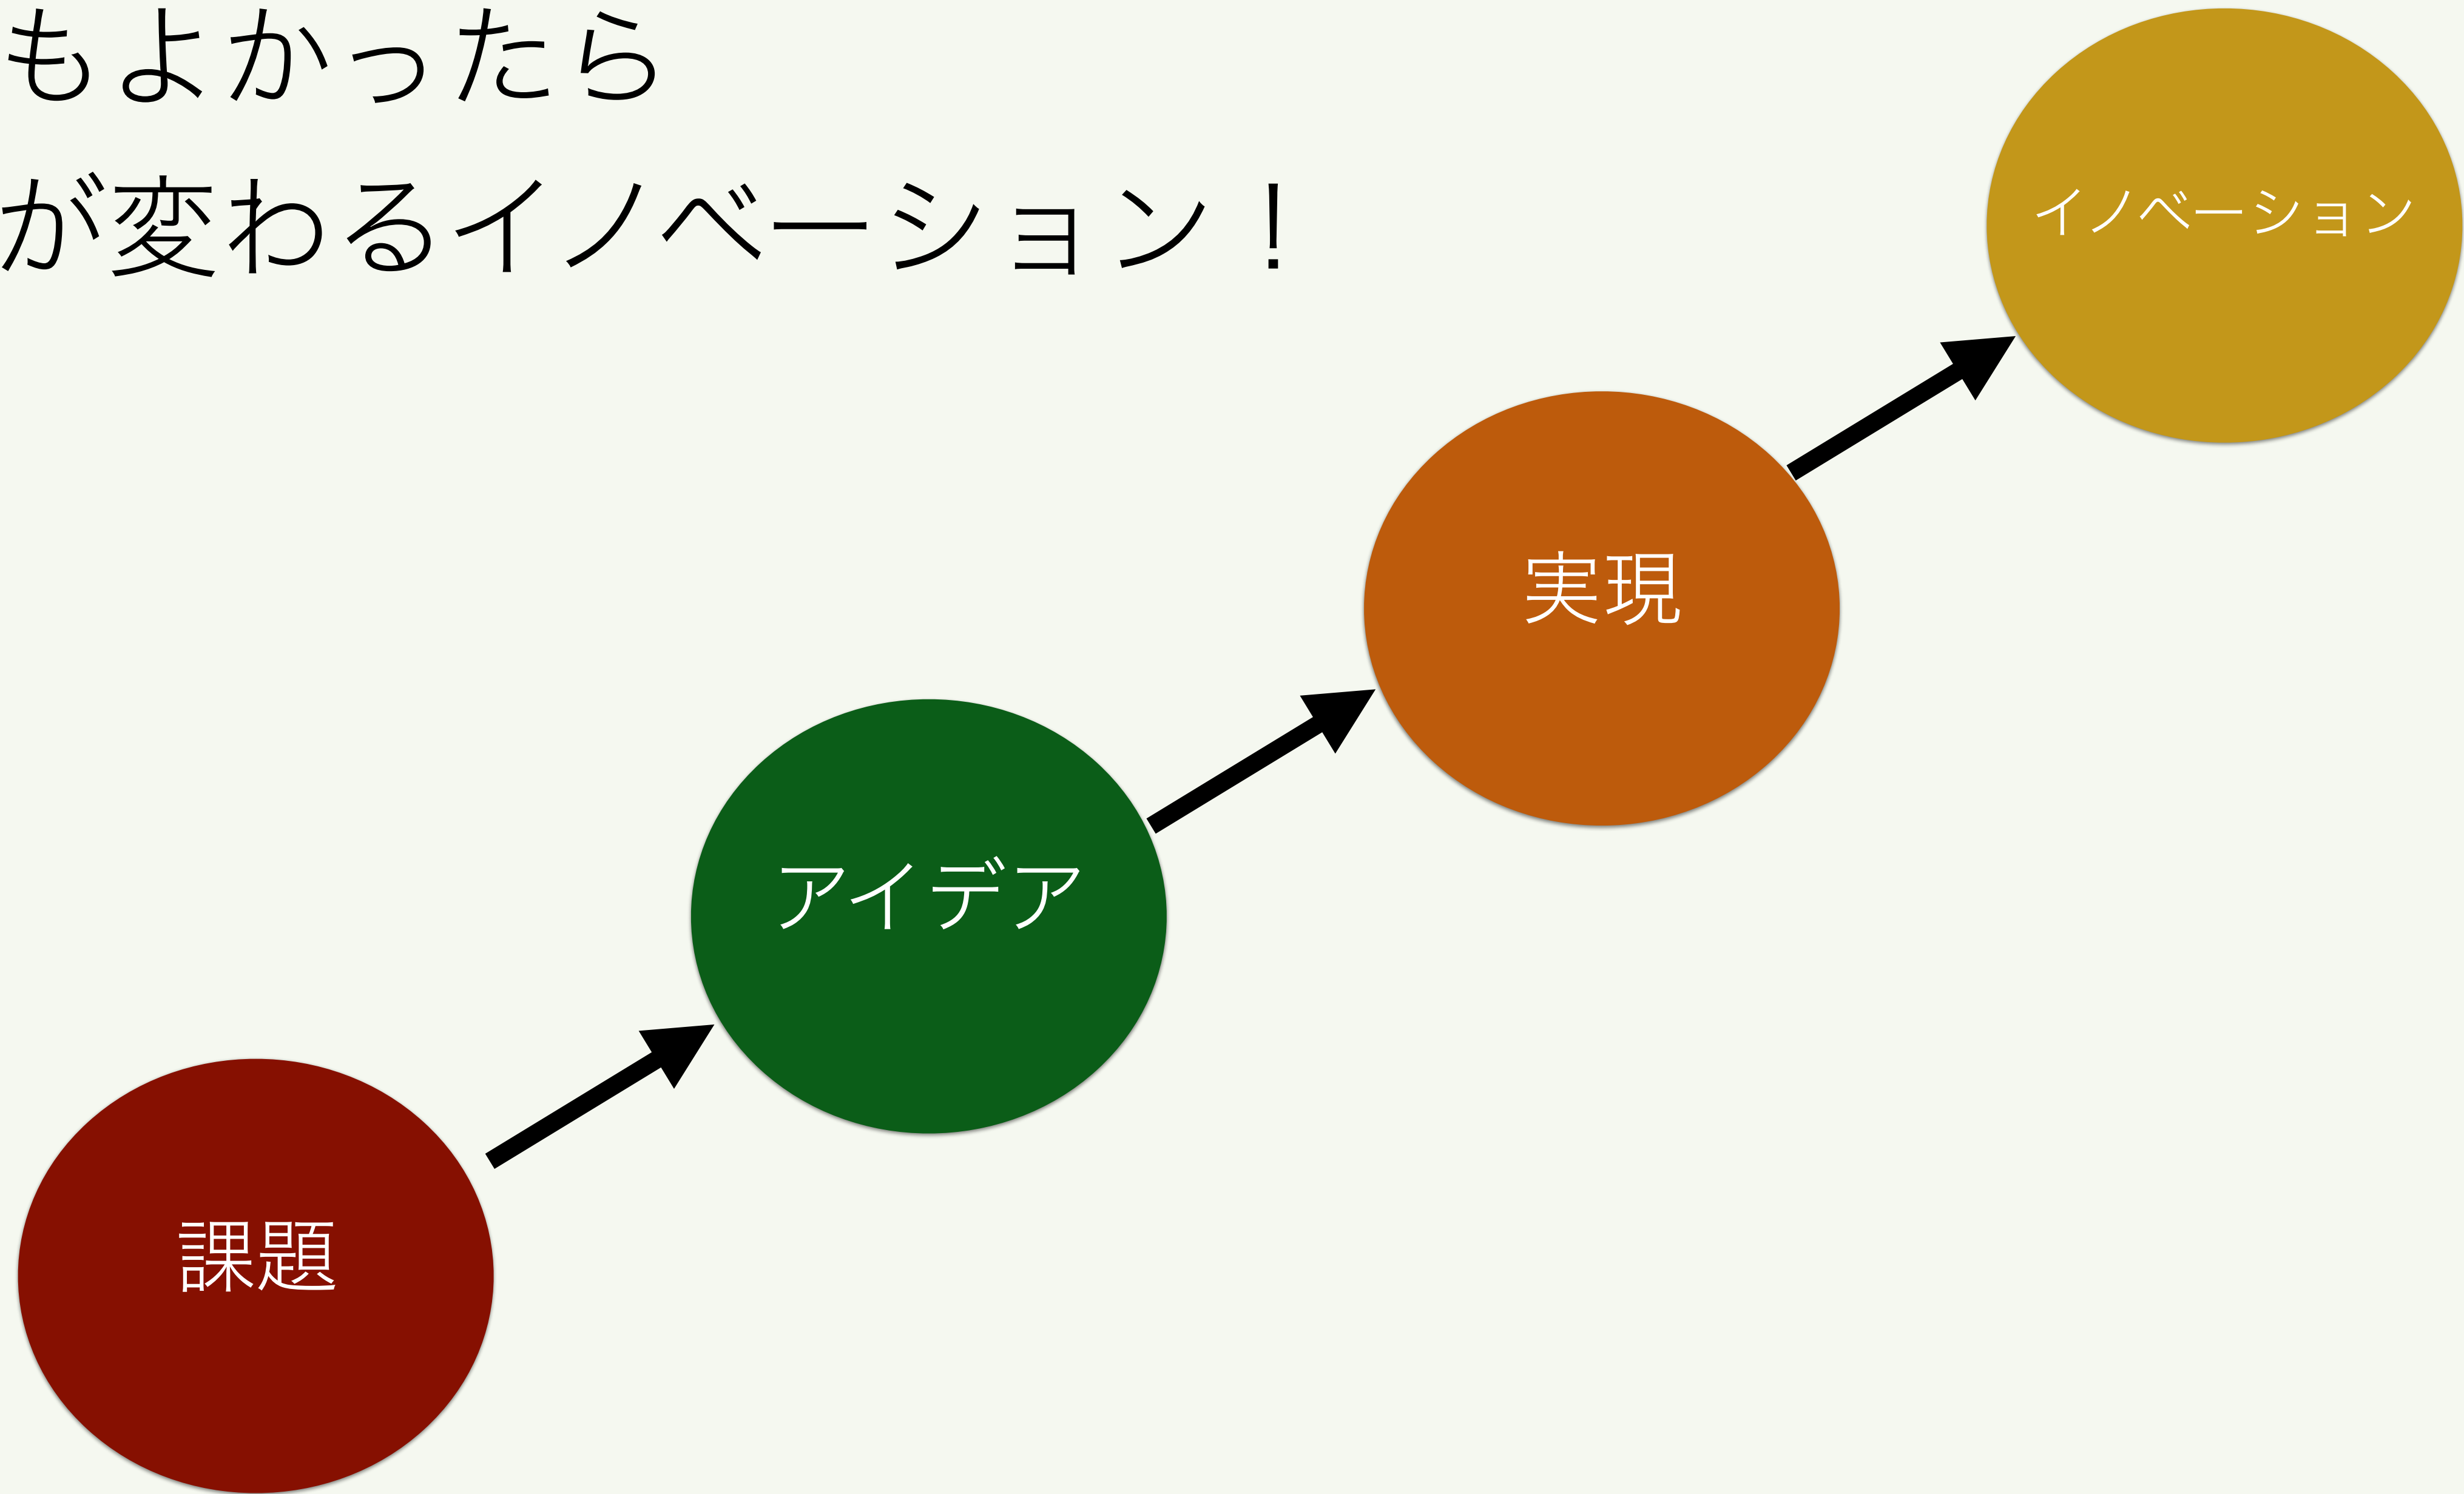 もよかったら
が変わるイノベーション！
イノベーション
実現
アイデア
課題